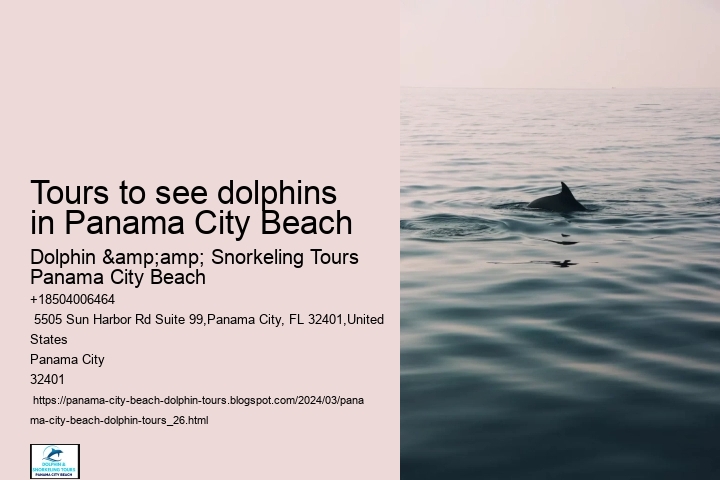 Tours to see dolphins
in Panama City Beach
Dolphin &amp;amp; Snorkeling Tours
Panama City Beach
+18504006464
5505 Sun Harbor Rd Suite 99,Panama City, FL 32401,United
States
Panama City
32401
https://panama-city-beach-dolphin-tours.blogspot.com/2024/03/pana
ma-city-beach-dolphin-tours_26.html
DOLPHIN &
SNORKELING TOURS
PANAMA CITY BEACH